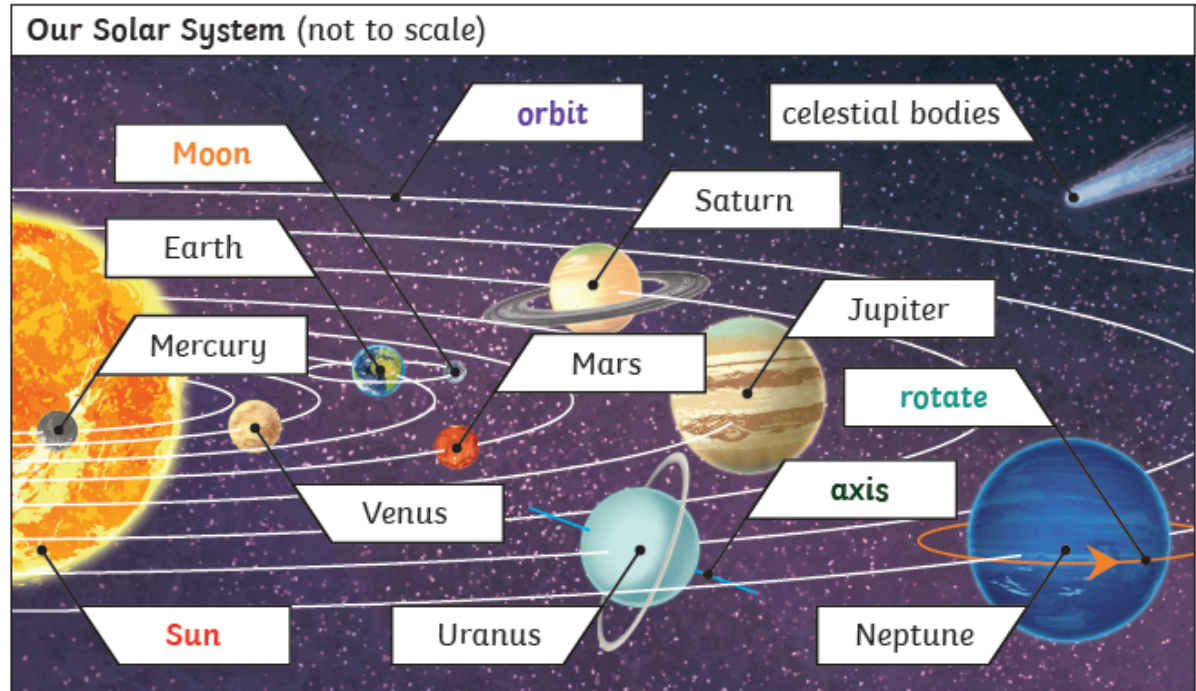 Our Solar System (not to scale)
orbit
celestial bodies
Moon
Saturn
Earth
Jupiter
Mercury
Mars
rotate
axis
Venus
Sun
Uranus
Neptune